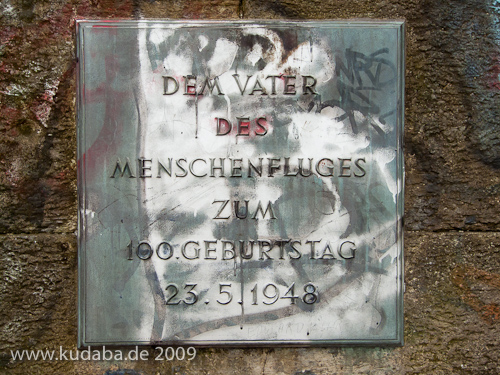 DEM VATER
DES
MENSCHENFLUGES
ZUM
100.GEBURTSTAG
23.5.1948
www.kudaba.de 2009